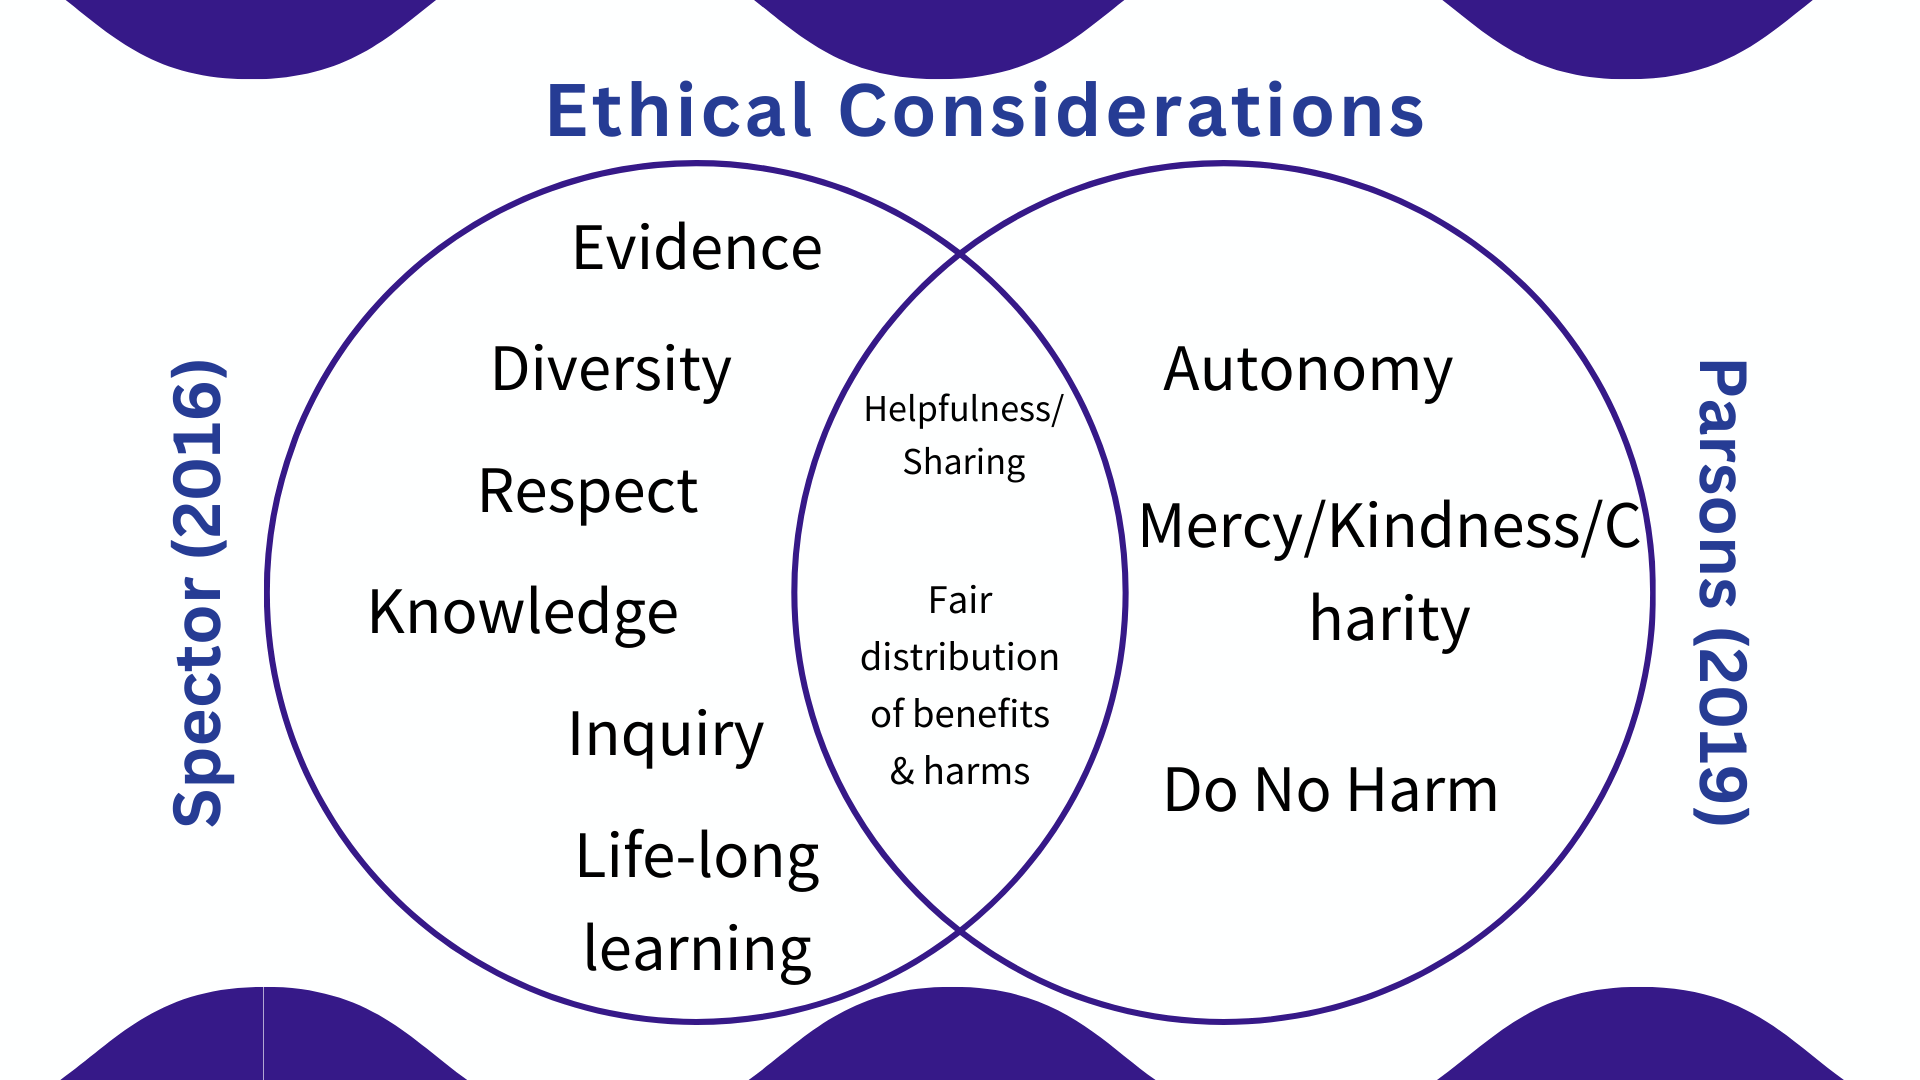 Ethical Considerations
Spector (2016)
Evidence
Diversity
Respect
Knowledge
Inquiry
Life-long
learning
Helpfulness/
Sharing
Fair
distribution
of benefits
& harms
Autonomy
Mercy/Kindness/C
harity
Do No Harm
Parsons (2019)